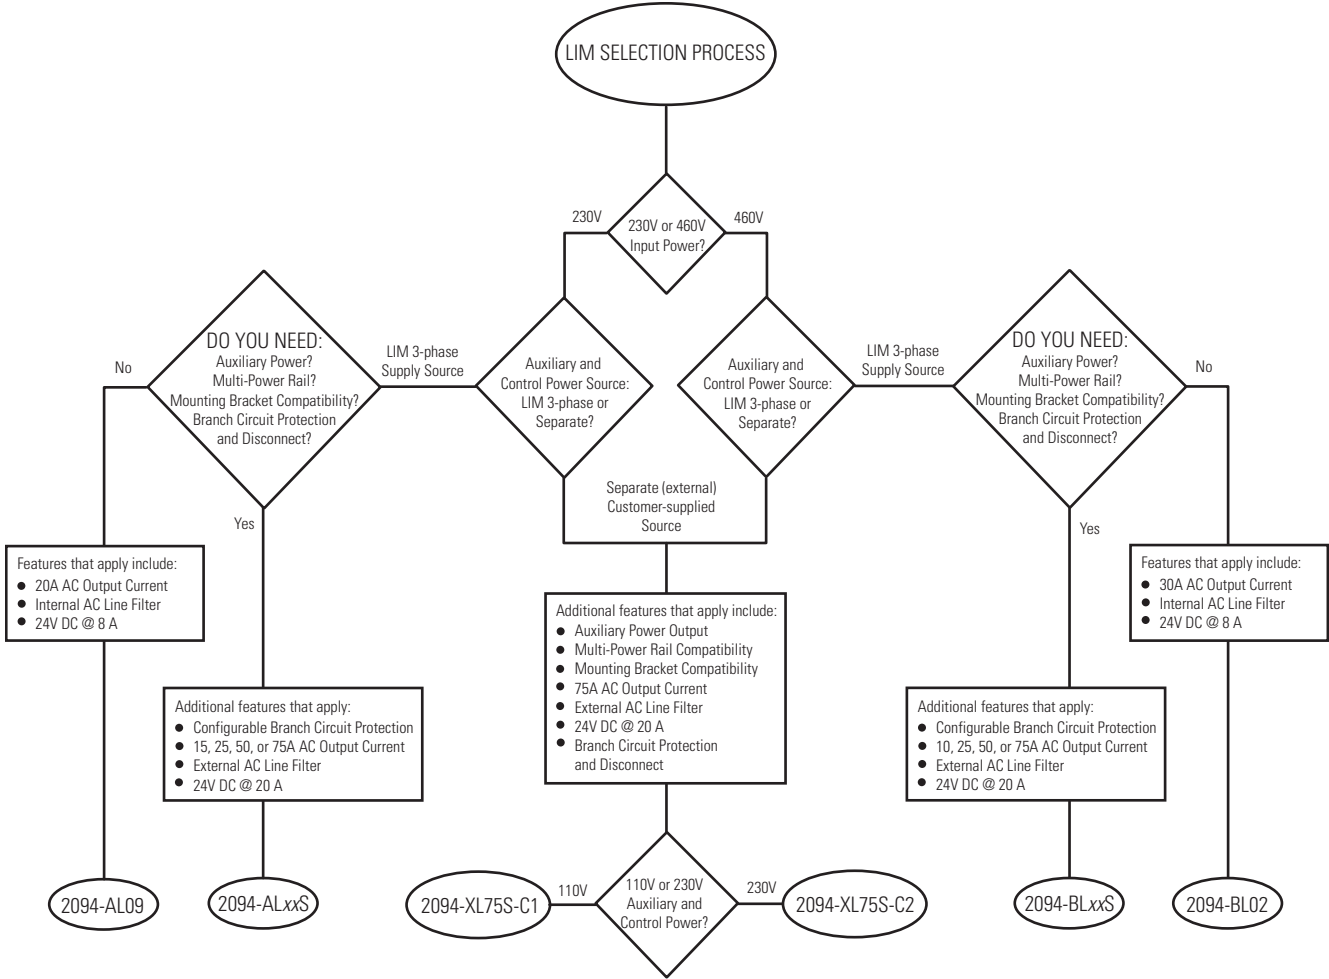 LIM SELECTION PROCESS
230V
230V or 460V
Input Power?
460V
DO YOU NEED:
Auxiliary Power?
Multi-Power Rail?
Mounting Bracket Compatibility?
Branch Circuit Protection
and Disconnect?
No
Yes
LIM 3-phase
Supply Source
Auxiliary and
Control Power Source:
LIM 3-phase or
Separate?
Auxiliary and
Control Power Source:
LIM 3-phase or
Separate?
LIM 3-phase
Supply Source
DO YOU NEED:
Auxiliary Power?
Multi-Power Rail?
Mounting Bracket Compatibility?
Branch Circuit Protection
and Disconnect?
No
Yes
Separate (external)
Customer-supplied
Source
Features that apply include:
● 20A AC Output Current
● Internal AC Line Filter
● 24V DC @ 8 A
Additional features that apply:
● Configurable Branch Circuit Protection
● 15, 25, 50, or 75A AC Output Current
● External AC Line Filter
● 24V DC @ 20 A
Additional features that apply include:
● Auxiliary Power Output
● Multi-Power Rail Compatibility
● Mounting Bracket Compatibility
● 75A AC Output Current
● External AC Line Filter
● 24V DC @ 20 A
● Branch Circuit Protection
and Disconnect
Additional features that apply:
● Configurable Branch Circuit Protection
● 10, 25, 50, or 75A AC Output Current
● External AC Line Filter
● 24V DC @ 20 A
Features that apply include:
● 30A AC Output Current
● Internal AC Line Filter
● 24V DC @ 8 A
2094-AL09
2094-ALxxS
2094-XL75S-C1
110V
110V or 230V
Auxiliary and
Control Power?
230V
2094-XL75S-C2
2094-BLxxS
2094-BL02